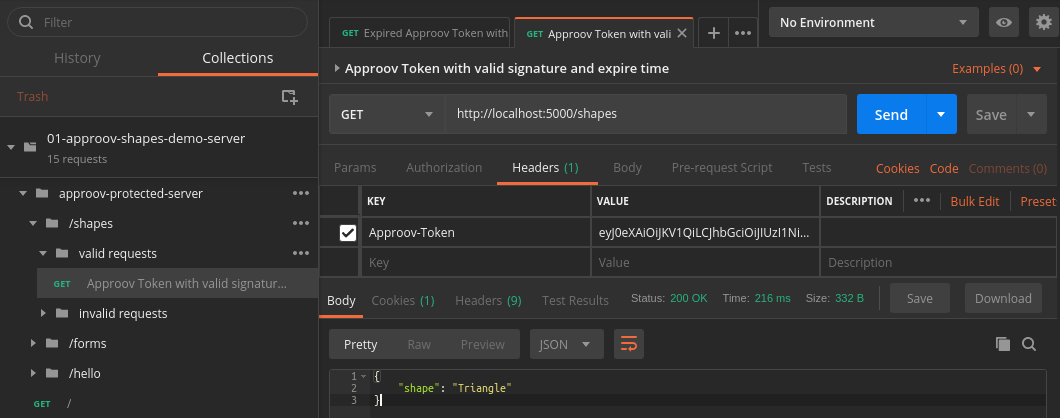 Filter
History
Collections
Trash
01-approov-shapes-demo-server
15 requests
approov-protected-server
/shapes
valid requests
GET Approov Token with valid signatur...
invalid requests
/forms
/hello
GET /
GET Expired Approov Token with
GET Approov Token with vali
No Environment
Approov Token with valid signature and expire time
Examples (0)
GET
http://localhost:5000/shapes
Send
Save
Params Authorization Headers (1) Body Pre-request Script Tests
Cookies Code Comments (0)
KEY VALUE DESCRIPTION ••• Bulk Edit Preset
Approov-Token eyJ0eXAiOiJKV1QiLCJhbGciOiJIUzI1Ni...
Key Value Description
Body Cookies (1) Headers (9) Test Results
Status: 200 OK Time: 216 ms Size: 332 B
Save Download
Pretty Raw Preview JSON
1 {
2 "shape": "Triangle"
3 }